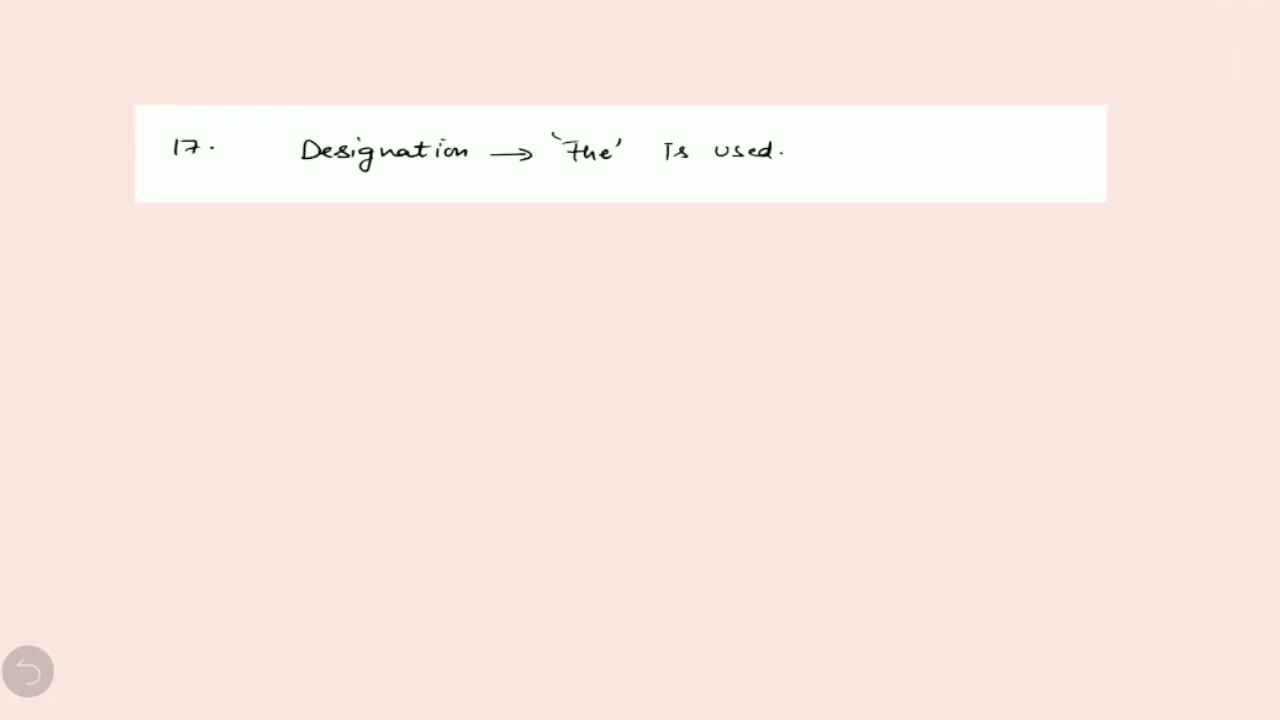 17. Designation → 'The' is used.